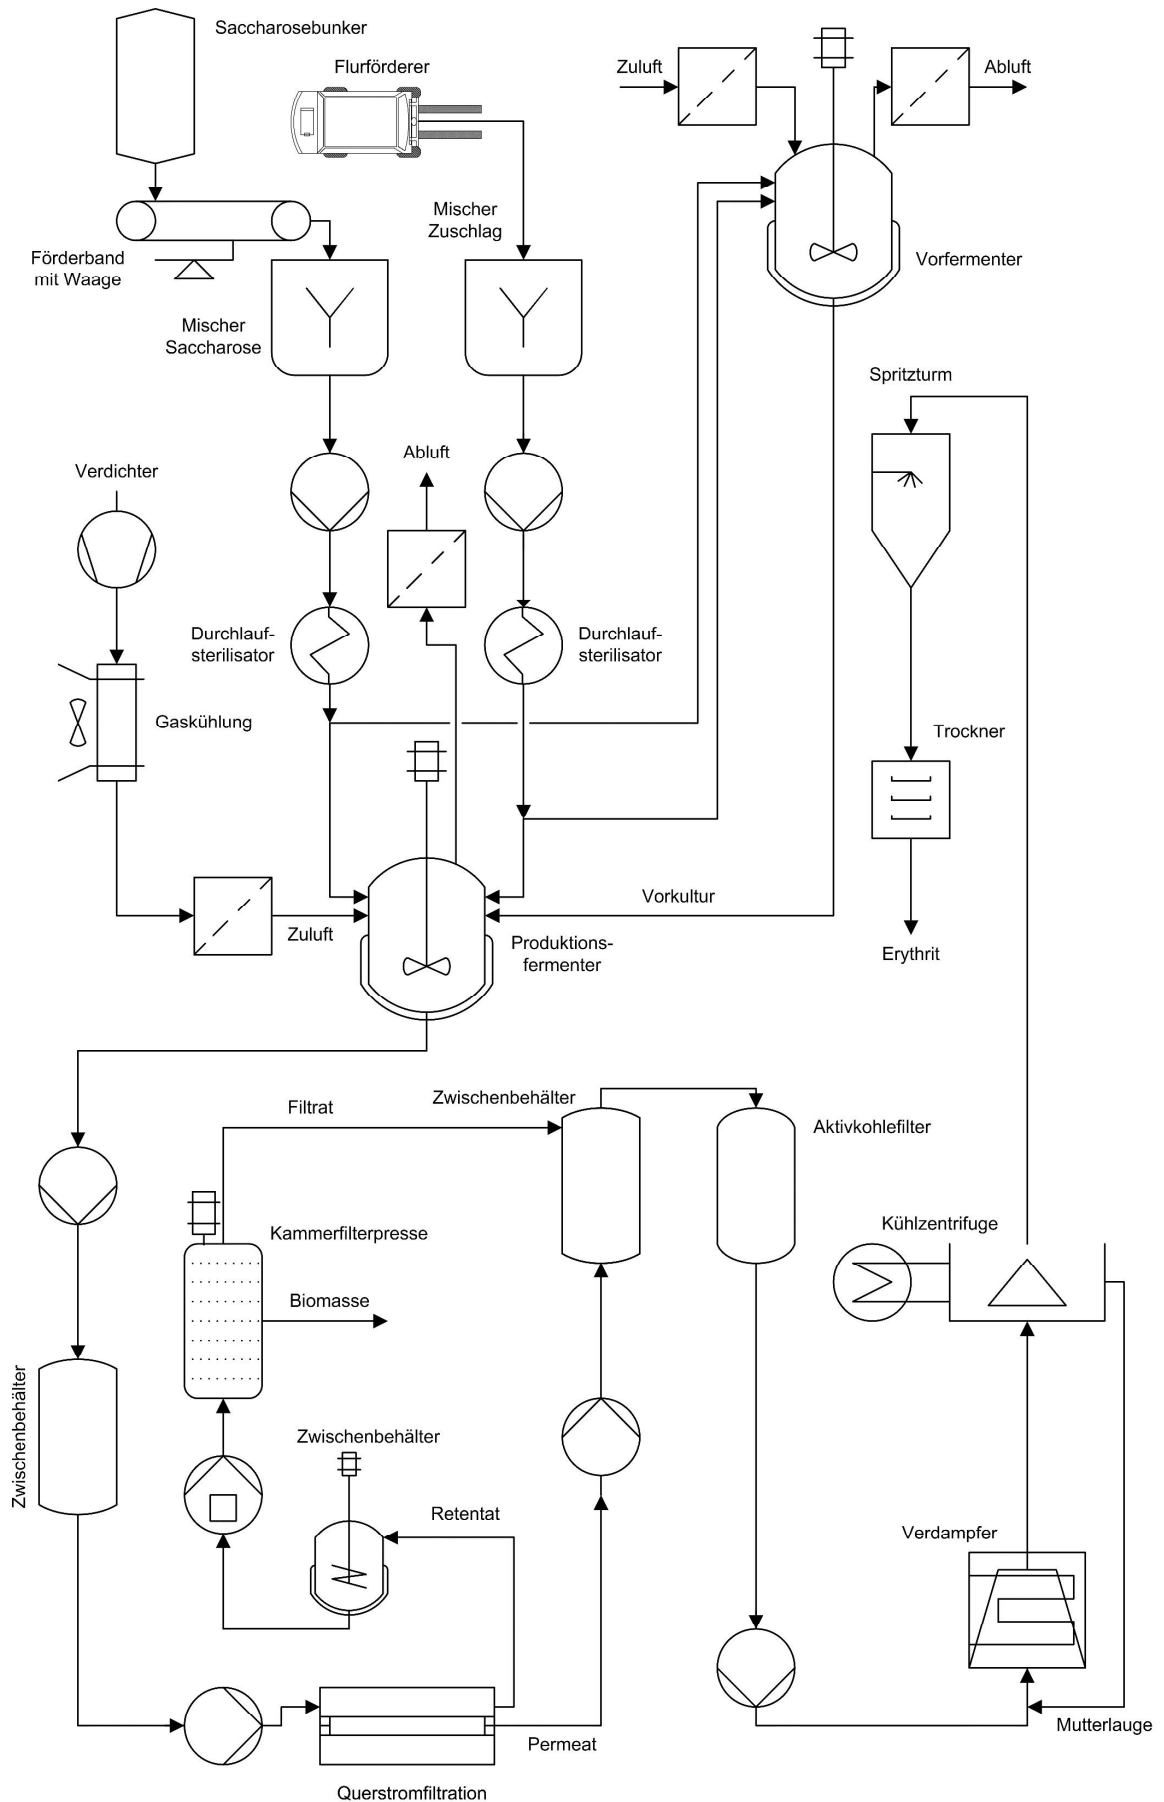 Saccharosebunker
Flurförderer
Zuluft
Abluft
Mischer
Zuschlag
Förderband
mit Waage
Vorfermenter
Mischer
Saccharose
Spritzturm
Abluft
Verdichter
Durchlauf-
sterilisator
Durchlauf-
sterilisator
Gaskühlung
Trockner
Vorkultur
Zuluft
Produktions-
fermenter
Erythrit
Filtrat
Zwischenbehälter
Aktivkohlefilter
Kammerfilterpresse
Kühlzentrifuge
Biomasse
Zwischenbehälter
Zwischenbehälter
Retentat
Verdampfer
Permeat
Mutterlauge
Querstromfiltration